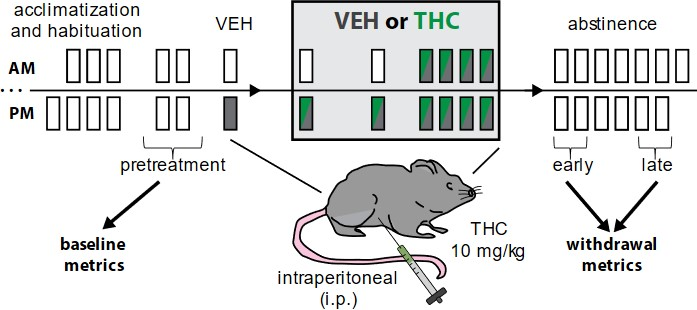 acclimatization
and habituation
VEH
VEH or THC
abstinence
AM
...
PM
pretreatment
early
late
baseline
metrics
THC
10 mg/kg
intraperitoneal
(i.p.)
withdrawal
metrics